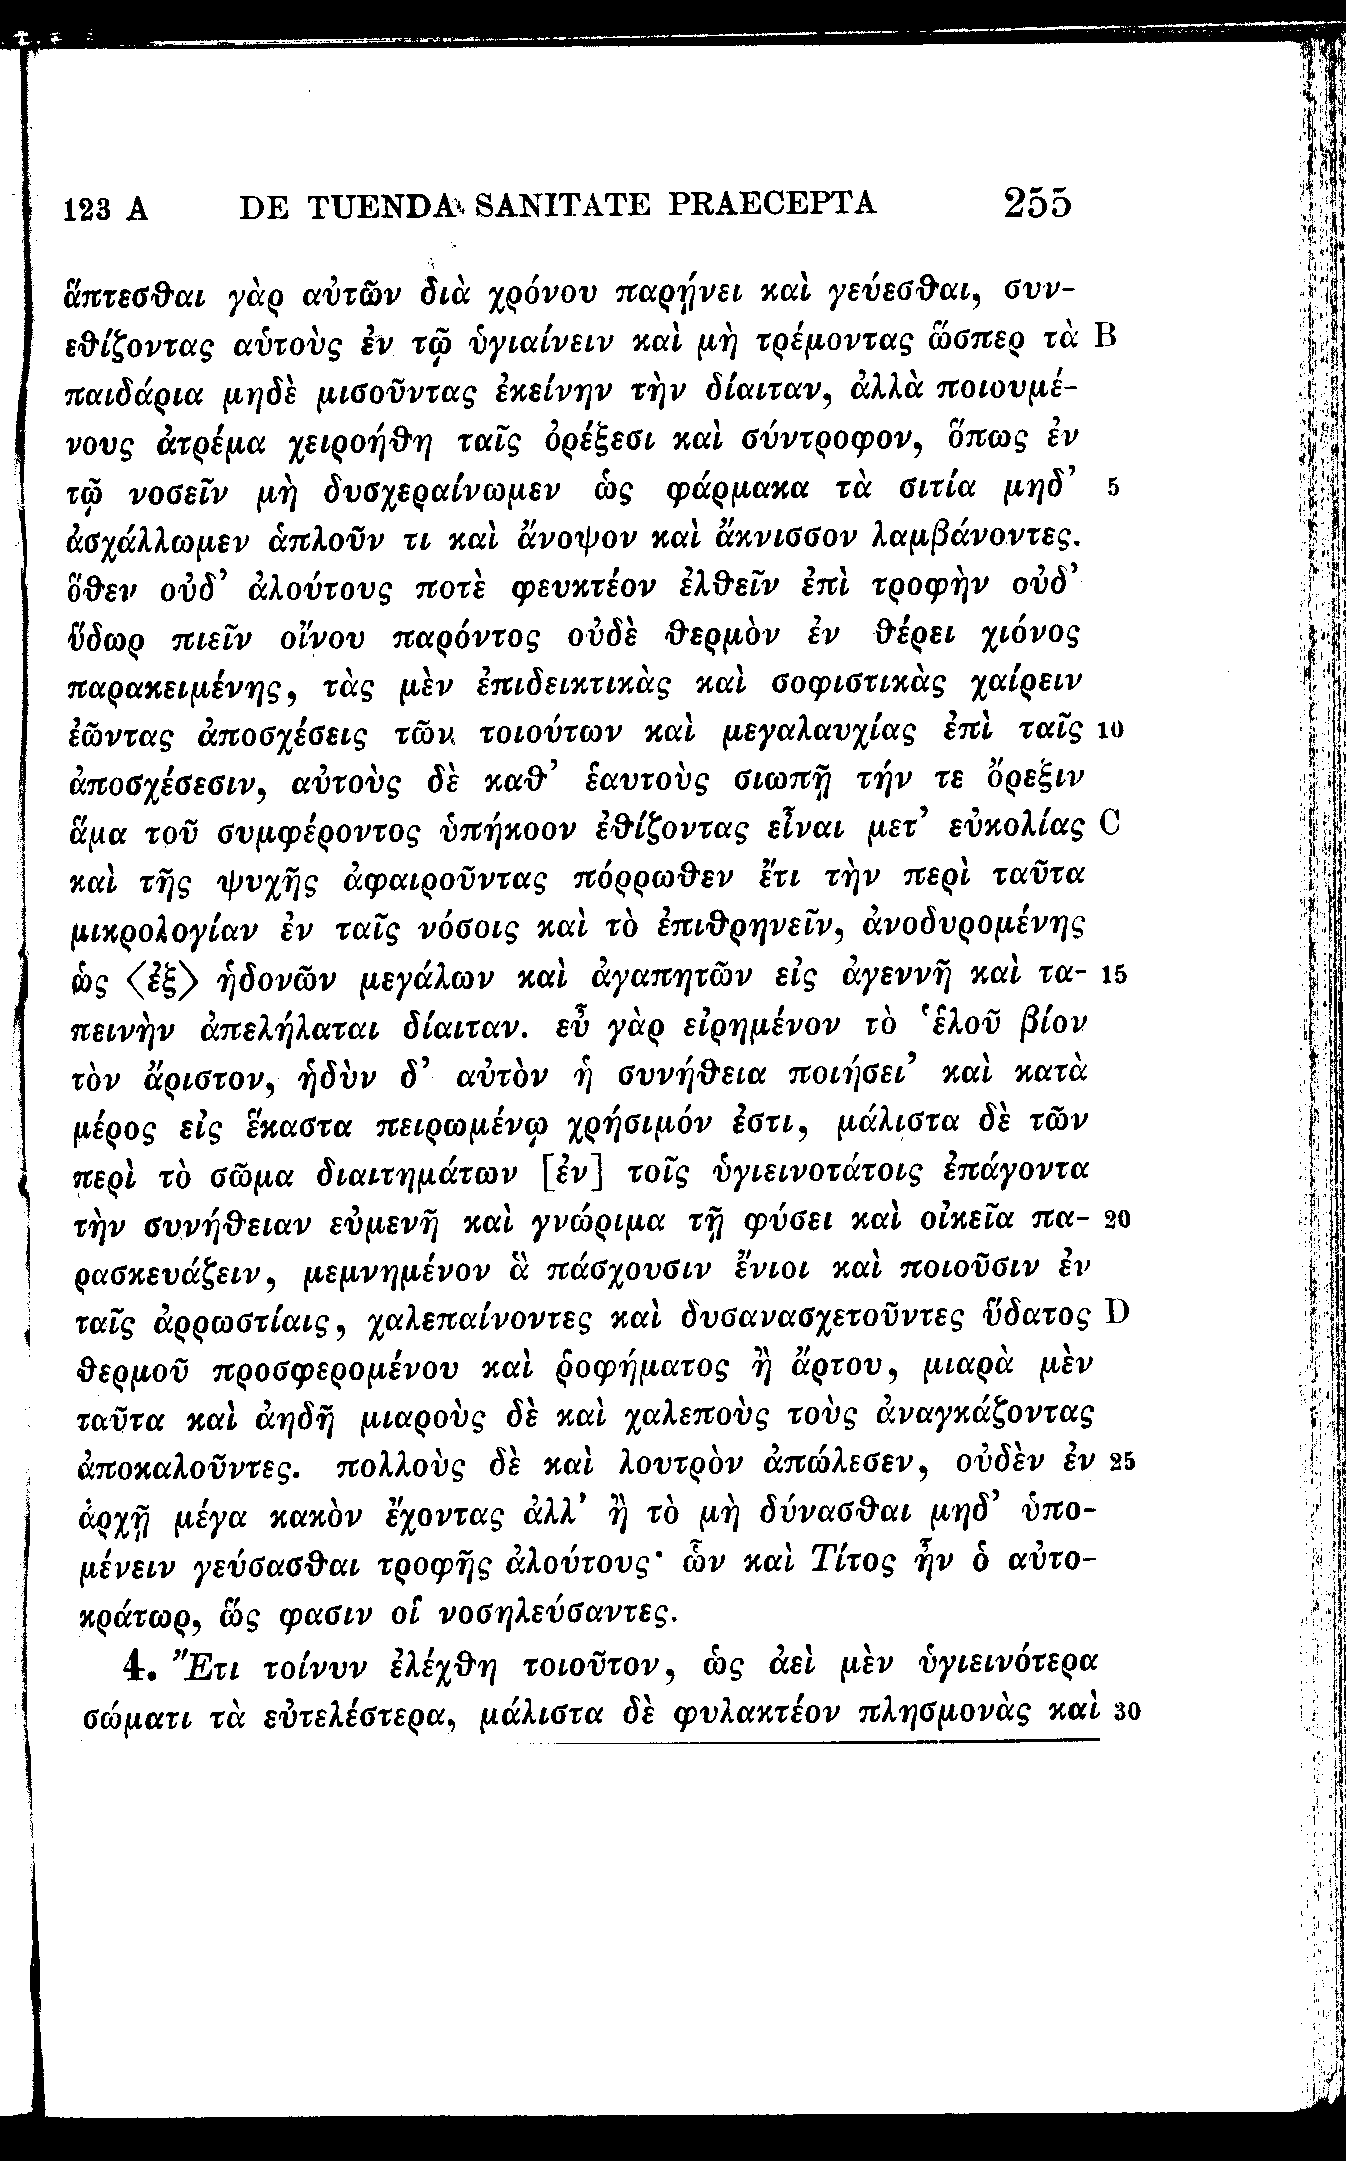 123 A DE TUENDA SANITATE PRAECEPTA 255
ἅπτεσθαι γὰρ αὐτῶν διὰ χρόνου παρῄνει καὶ γεύεσθαι, συν-
εθίζοντας αὑτοὺς ἐν τῷ ὑγιαίνειν καὶ μὴ τρέμοντας ὥσπερ τὰ B
παιδάρια μηδὲ μισοῦντας ἐκείνην τὴν δίαιταν, ἀλλὰ ποιουμέ-
νους ἀτρέμα χειροήθη ταῖς ὀρέξεσι καὶ σύντροφον, ὅπως ἐν
τῷ νοσεῖν μὴ δυσχεραίνωμεν ὡς φάρμακα τὰ σιτία μηδ’ 5
ἀσχάλλωμεν ἁπλοῦν τι καὶ ἄνοψον καὶ ἄκνισσον λαμβάνοντες.
ὅθεν οὐδ’ ἀλούτους ποτὲ φευκτέον ἐλθεῖν ἐπὶ τροφὴν οὐδ’
ὕδωρ πιεῖν οἴνου παρόντος οὐδὲ θερμὸν ἐν θέρει χιόνος
παρακειμένης, τὰς μὲν ἐπιδεικτικὰς καὶ σοφιστικὰς χαίρειν
ἐῶντας ἀποσχέσεις τῶν τοιούτων καὶ μεγαλαυχίας ἐπὶ ταῖς 10
ἀποσχέσεσιν, αὐτοὺς δὲ καθ’ ἑαυτοὺς σιωπῇ τήν τε ὄρεξιν
ἅμα τοῦ συμφέροντος ὑπήκοον ἐθίζοντας εἶναι μετ’ εὐκολίας C
καὶ τῆς ψυχῆς ἀφαιροῦντας πόρρωθεν ἔτι τὴν περὶ ταῦτα
μικρολογίαν ἐν ταῖς νόσοις καὶ τὸ ἐπιθρηνεῖν, ἀνοδυρομένης
ὡς ⟨ἐξ⟩ ἡδονῶν μεγάλων καὶ ἀγαπητῶν εἰς ἀγεννῆ καὶ τα- 15
πεινὴν ἀπελήλαται δίαιταν. εὖ γὰρ εἰρημένον τὸ ‘ἑλοῦ βίον
τὸν ἄριστον, ἡδὺν δ’ αὐτὸν ἡ συνήθεια ποιήσει’ καὶ κατὰ
μέρος εἰς ἕκαστα πειρωμένῳ χρήσιμόν ἐστι, μάλιστα δὲ τῶν
περὶ τὸ σῶμα διαιτημάτων [ἐν] τοῖς ὑγιεινοτάτοις ἐπάγοντα
τὴν συνήθειαν εὐμενῆ καὶ γνώριμα τῇ φύσει καὶ οἰκεῖα πα- 20
ρασκευάζειν, μεμνημένον ἃ πάσχουσιν ἔνιοι καὶ ποιοῦσιν ἐν
ταῖς ἀρρωστίαις, χαλεπαίνοντες καὶ δυσανασχετοῦντες ὕδατος D
θερμοῦ προσφερομένου καὶ ῥοφήματος ἢ ἄρτου, μιαρὰ μὲν
ταῦτα καὶ ἀηδῆ μιαροὺς δὲ καὶ χαλεποὺς τοὺς ἀναγκάζοντας
ἀποκαλοῦντες. πολλοὺς δὲ καὶ λουτρὸν ἀπώλεσεν, οὐδὲν ἐν 25
ἀρχῇ μέγα κακὸν ἔχοντας ἀλλ’ ἢ τὸ μὴ δύνασθαι μηδ’ ὑπο-
μένειν γεύσασθαι τροφῆς ἀλούτους· ὧν καὶ Τίτος ἦν ὁ αὐτο-
κράτωρ, ὥς φασιν οἱ νοσηλεύσαντες.
4. Ἔτι τοίνυν ἐλέχθη τοιοῦτον, ὡς ἀεὶ μὲν ὑγιεινότερα
σώματι τὰ εὐτελέστερα, μάλιστα δὲ φυλακτέον πλησμονὰς καὶ 30